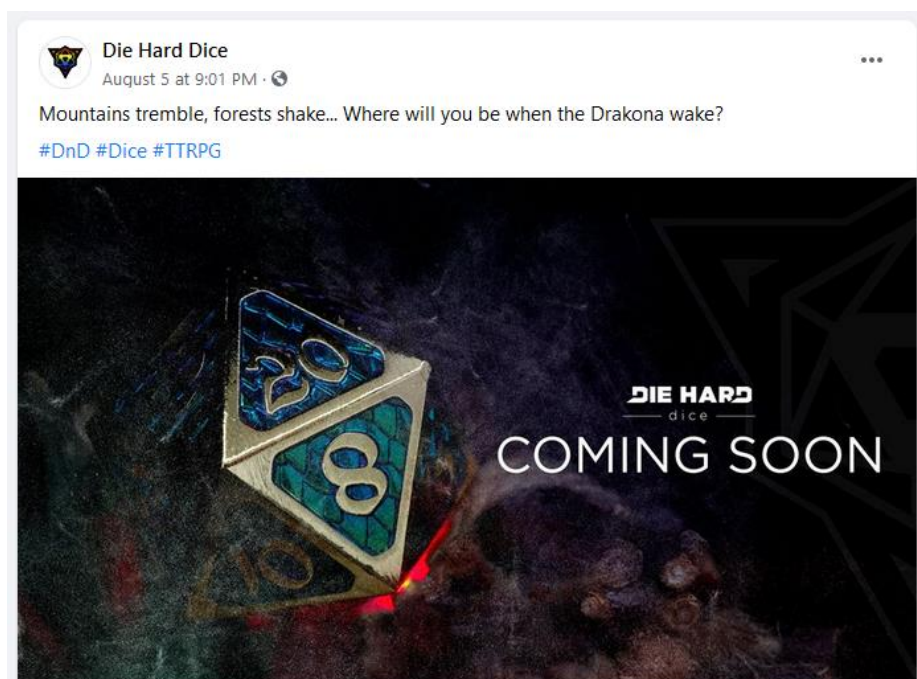 Die Hard Dice
August 5 at 9:01 PM ·
Mountains tremble, forests shake... Where will you be when the Drakona wake?
#DnD #Dice #TTRPG
20
8
10
DIE HARD
dice
COMING SOON